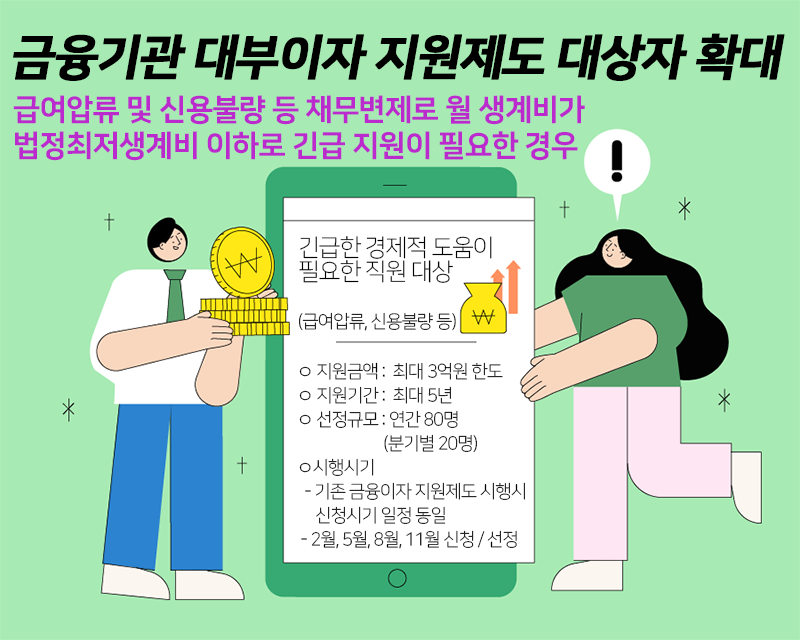 금융기관 대부이자 지원제도 대상자 확대
급여압류 및 신용불량 등 채무변제로 월 생계비가
법정최저생계비 이하로 긴급 지원이 필요한 경우
!
긴급한 경제적 도움이
필요한 직원 대상
(급여압류, 신용불량 등)
₩
₩
₩
ㅇ 지원금액 : 최대 3억원 한도
ㅇ 지원기간 : 최대 5년
ㅇ 선정규모 : 연간 80명
(분기별 20명)
ㅇ시행시기
- 기존 금융이자 지원제도 시행시
신청시기 일정 동일
- 2월, 5월, 8월, 11월 신청 / 선정